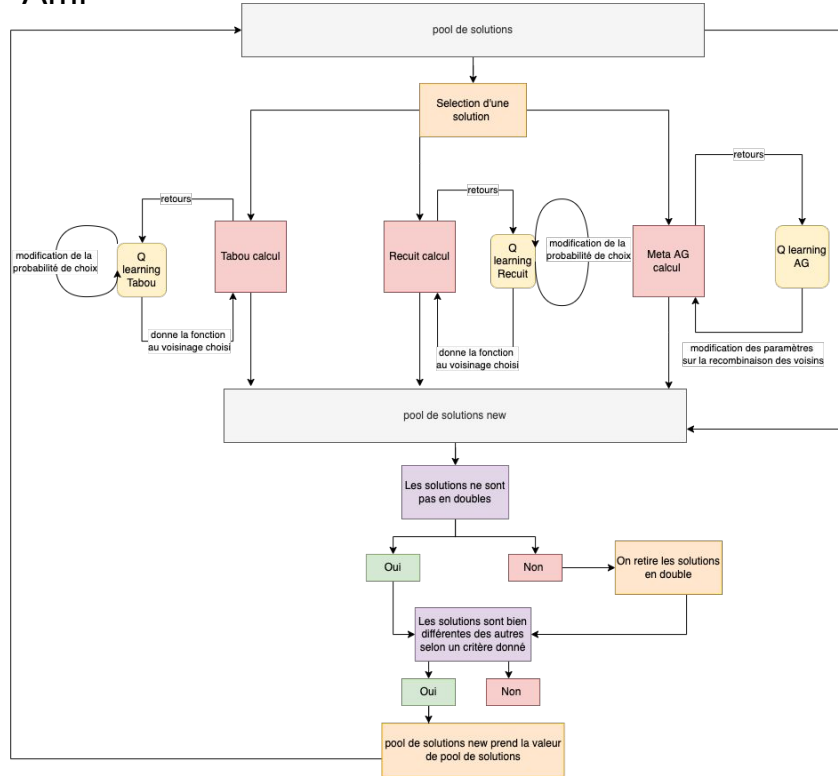 pool de solutions
Selection d'une
solution
retours
retours
retours
modification de la
probabilité de choix
Q
learning
Tabou
Tabou calcul
Recuit calcul
Q
learning
Recuit
modification de la
probabilité de choix
Meta AG
calcul
Q learning
AG
donne la fonction
au voisinage choisi
donne la fonction
au voisinage choisi
modification des paramètres
sur la recombinaison des voisins
pool de solutions new
Les solutions ne sont
pas en doubles
Oui
Non
On retire les solutions
en double
Les solutions sont bien
différentes des autres
selon un critère donné
Oui
Non
pool de solutions new prend la valeur
de pool de solutions